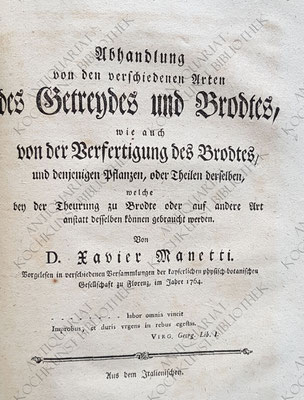 Abhandlung
von den verschiedenen Arten
des Getreydes und Brodtes,
wie auch
von der Verfertigung des Brodtes,
und denjenigen Pflanzen, oder Theilen derselben,
welche
bey der Theurung zu Brodte oder auf andere Art
anstatt desselben können gebraucht werden.
Von
D. Xavier Manetti.
Vorgelesen in verschiedenen Versammlungen der kayserlichen physisch-botanischen
Gesellschaft zu Florenz, im Jahre 1764.
. . . . . . . . . labor omnis vincit
Improbus, et duris urgens in rebus egestas.
VIRG. Georg. Lib. I.
Aus dem Italienischen.